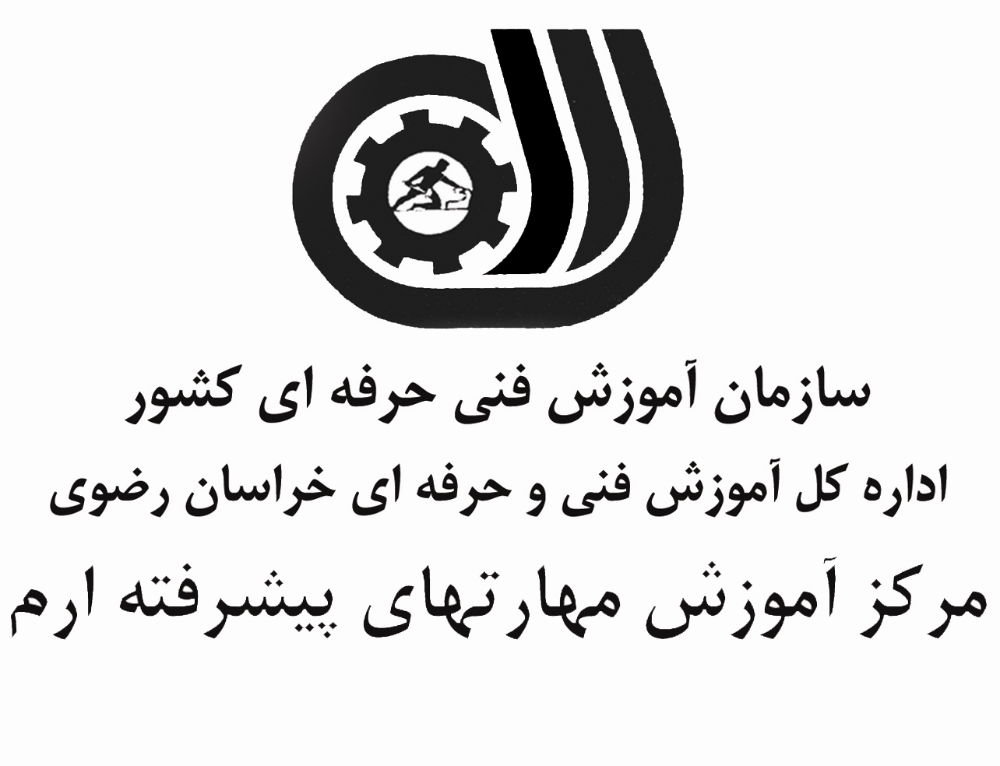 سازمان آموزش فنی حرفه ای کشور
اداره کل آموزش فنی و حرفه ای خراسان رضوی
مرکز آموزش مهارتهای پیشرفته ارم